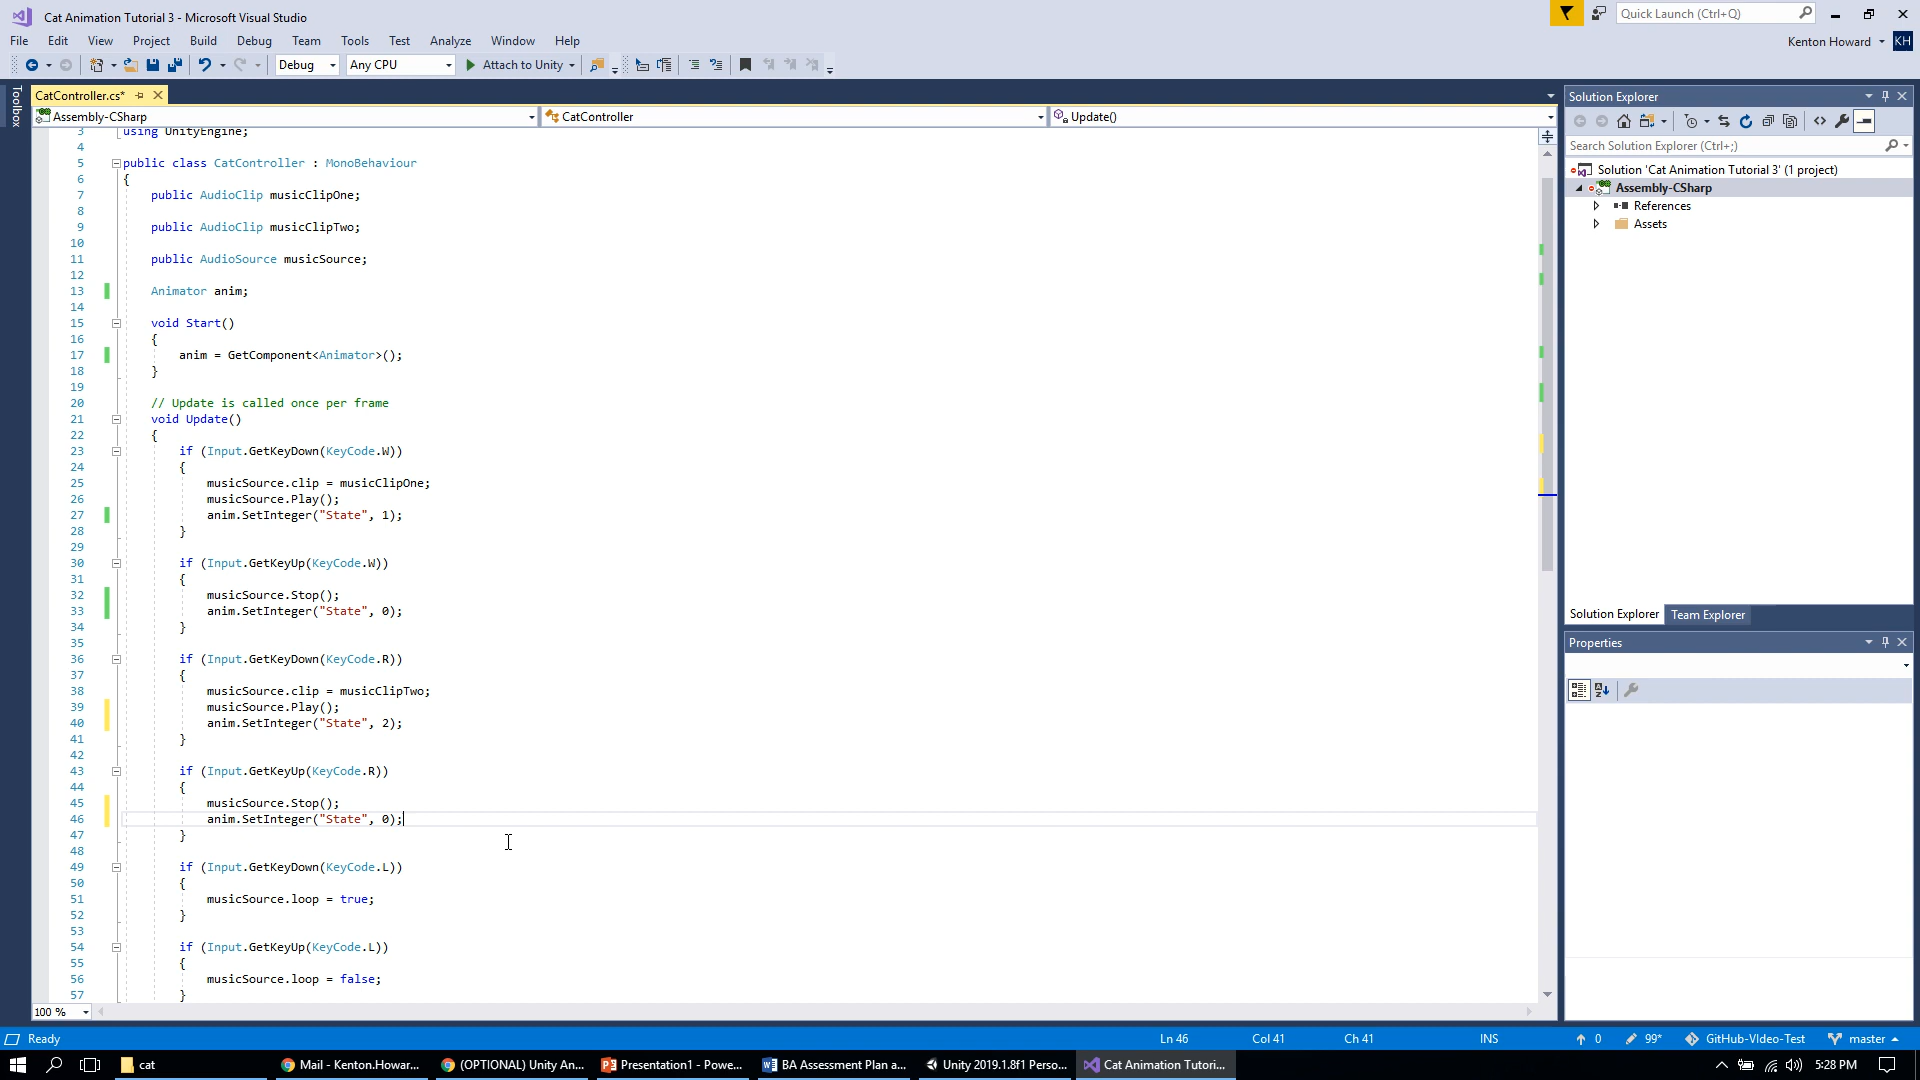 Cat Animation Tutorial 3 - Microsoft Visual Studio
Quick Launch (Ctrl+Q)
File Edit View Project Build Debug Team Tools Test Analyze Window Help
Kenton Howard KH
Debug Any CPU Attach to Unity
Toolbox
CatController.cs*
Assembly-CSharp CatController Update()
3 using UnityEngine;
4
5 public class CatController : MonoBehaviour
6 {
7 public AudioClip musicClipOne;
8
9 public AudioClip musicClipTwo;
10
11 public AudioSource musicSource;
12
13 Animator anim;
14
15 void Start()
16 {
17 anim = GetComponent<Animator>();
18 }
19
20 // Update is called once per frame
21 void Update()
22 {
23 if (Input.GetKeyDown(KeyCode.W))
24 {
25 musicSource.clip = musicClipOne;
26 musicSource.Play();
27 anim.SetInteger("State", 1);
28 }
29
30 if (Input.GetKeyUp(KeyCode.W))
31 {
32 musicSource.Stop();
33 anim.SetInteger("State", 0);
34 }
35
36 if (Input.GetKeyDown(KeyCode.R))
37 {
38 musicSource.clip = musicClipTwo;
39 musicSource.Play();
40 anim.SetInteger("State", 2);
41 }
42
43 if (Input.GetKeyUp(KeyCode.R))
44 {
45 musicSource.Stop();
46 anim.SetInteger("State", 0);
47 }
48
49 if (Input.GetKeyDown(KeyCode.L))
50 {
51 musicSource.loop = true;
52 }
53
54 if (Input.GetKeyUp(KeyCode.L))
55 {
56 musicSource.loop = false;
57 }
100 %
Solution Explorer
Search Solution Explorer (Ctrl+;)
Solution 'Cat Animation Tutorial 3' (1 project)
Assembly-CSharp
References
Assets
Solution Explorer Team Explorer
Properties
Ready Ln 46 Col 41 Ch 41 INS 0 99* GitHub-VIdeo-Test master
cat Mail - Kenton.Howar... (OPTIONAL) Unity An... Presentation1 - Powe... BA Assessment Plan a... Unity 2019.1.8f1 Perso... Cat Animation Tutori... 5:28 PM